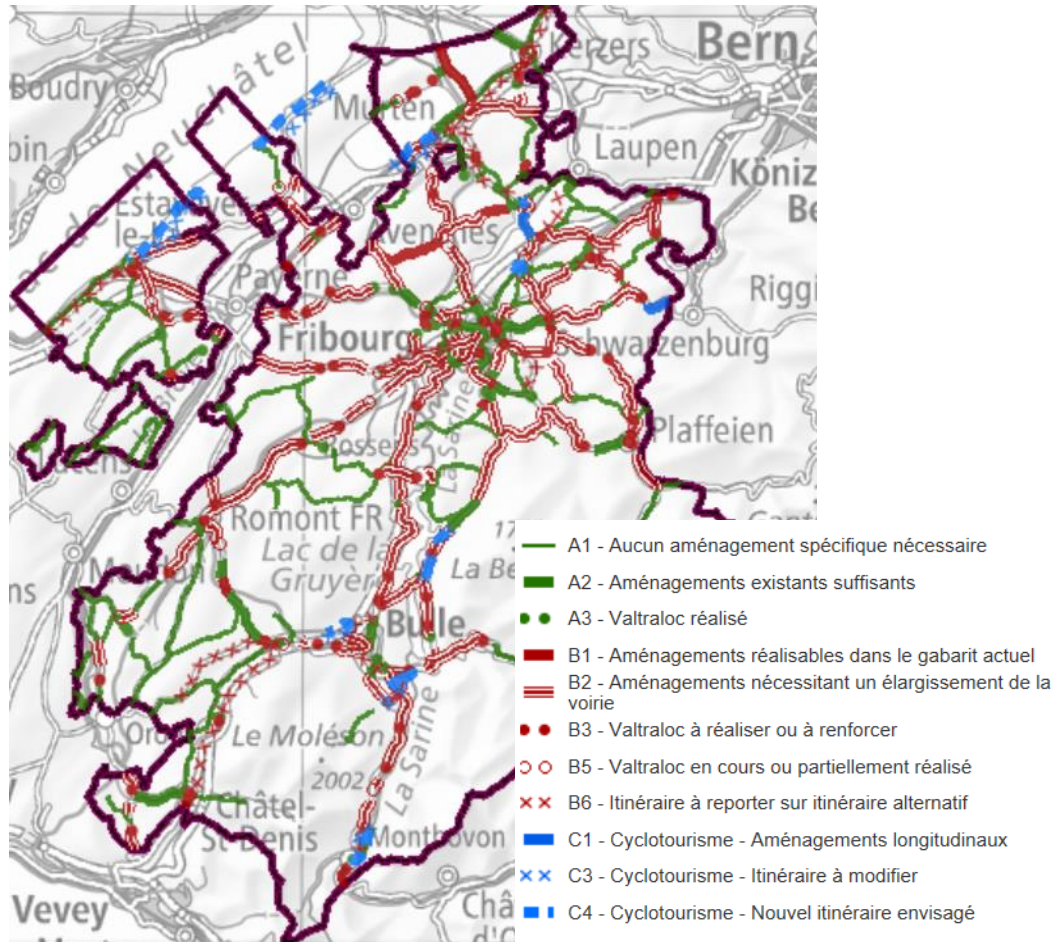 Bern
Kerzers
Boudry
Neuchâtel
Murten
Laupen
Köniz
Be
Estavayer
le-L
Avenches
Payerne
Riggi
Fribourg
Schwarzenburg
La Sarine
Plaffeien
Rossens
Romont FR
Lac de la
Gruyère
La Be
Moudon
ns
Bulle
Oro
Le Moléson
2002
La Sarine
Châtel-
St-Denis
Montbovon
Vevey
Châ
d'O
A1 - Aucun aménagement spécifique nécessaire
A2 - Aménagements existants suffisants
A3 - Valtraloc réalisé
B1 - Aménagements réalisables dans le gabarit actuel
B2 - Aménagements nécessitant un élargissement de la
voirie
B3 - Valtraloc à réaliser ou à renforcer
B5 - Valtraloc en cours ou partiellement réalisé
B6 - Itinéraire à reporter sur itinéraire alternatif
C1 - Cyclotourisme - Aménagements longitudinaux
C3 - Cyclotourisme - Itinéraire à modifier
C4 - Cyclotourisme - Nouvel itinéraire envisagé